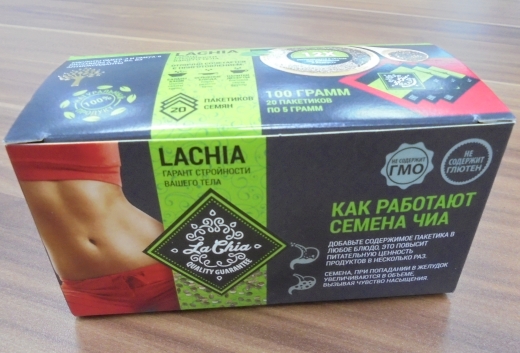 LACHIA
100%
20
ПАКЕТИКОВ
СЕМЯН
100 ГРАММ
20 ПАКЕТИКОВ
ПО 5 ГРАММ
LACHIA
ГАРАНТ СТРОЙНОСТИ
ВАШЕГО ТЕЛА
La Chia
QUALITY GUARANTEE
НЕ СОДЕРЖИТ
ГМО
НЕ
СОДЕРЖИТ
ГЛЮТЕН
КАК РАБОТАЮТ
СЕМЕНА ЧИА
ДОБАВЬТЕ СОДЕРЖИМОЕ ПАКЕТИКА В
ЛЮБОЕ БЛЮДО, ЭТО ПОВЫСИТ
ПИТАТЕЛЬНУЮ ЦЕННОСТЬ
ПРОДУКТОВ В НЕСКОЛЬКО РАЗ.
СЕМЕНА, ПРИ ПОПАДАНИИ В ЖЕЛУДОК
УВЕЛИЧИВАЮТСЯ В ОБЪЕМЕ,
ВЫЗЫВАЯ ЧУВСТВО НАСЫЩЕНИЯ.